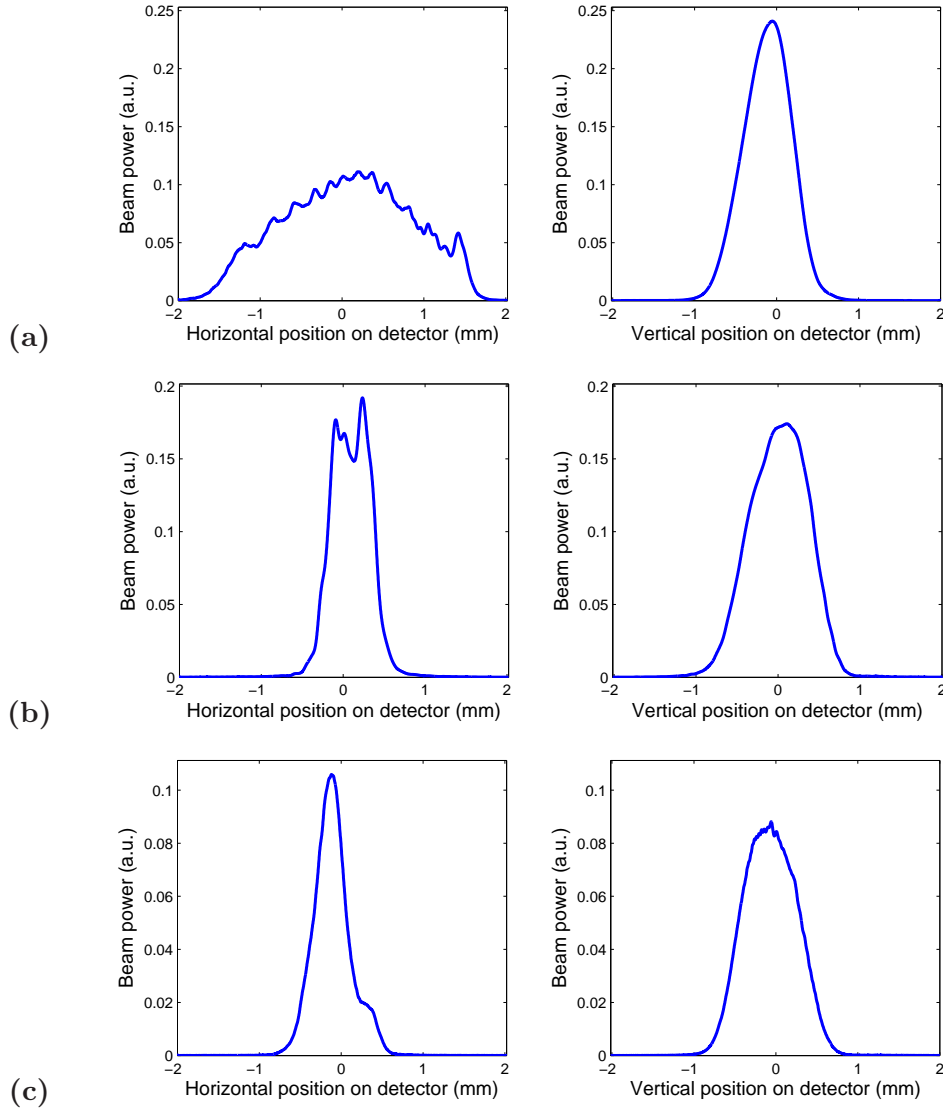 0.25
0.2
0.15
0.1
0.05
0
−2 −1 0 1 2
Beam power (a.u.)
Horizontal position on detector (mm)
0.25
0.2
0.15
0.1
0.05
0
−2 −1 0 1 2
Beam power (a.u.)
Vertical position on detector (mm)
(a)
0.2
0.15
0.1
0.05
0
−2 −1 0 1 2
Beam power (a.u.)
Horizontal position on detector (mm)
0.2
0.15
0.1
0.05
0
−2 −1 0 1 2
Beam power (a.u.)
Vertical position on detector (mm)
(b)
0.1
0.08
0.06
0.04
0.02
0
−2 −1 0 1 2
Beam power (a.u.)
Horizontal position on detector (mm)
0.1
0.08
0.06
0.04
0.02
0
−2 −1 0 1 2
Beam power (a.u.)
Vertical position on detector (mm)
(c)